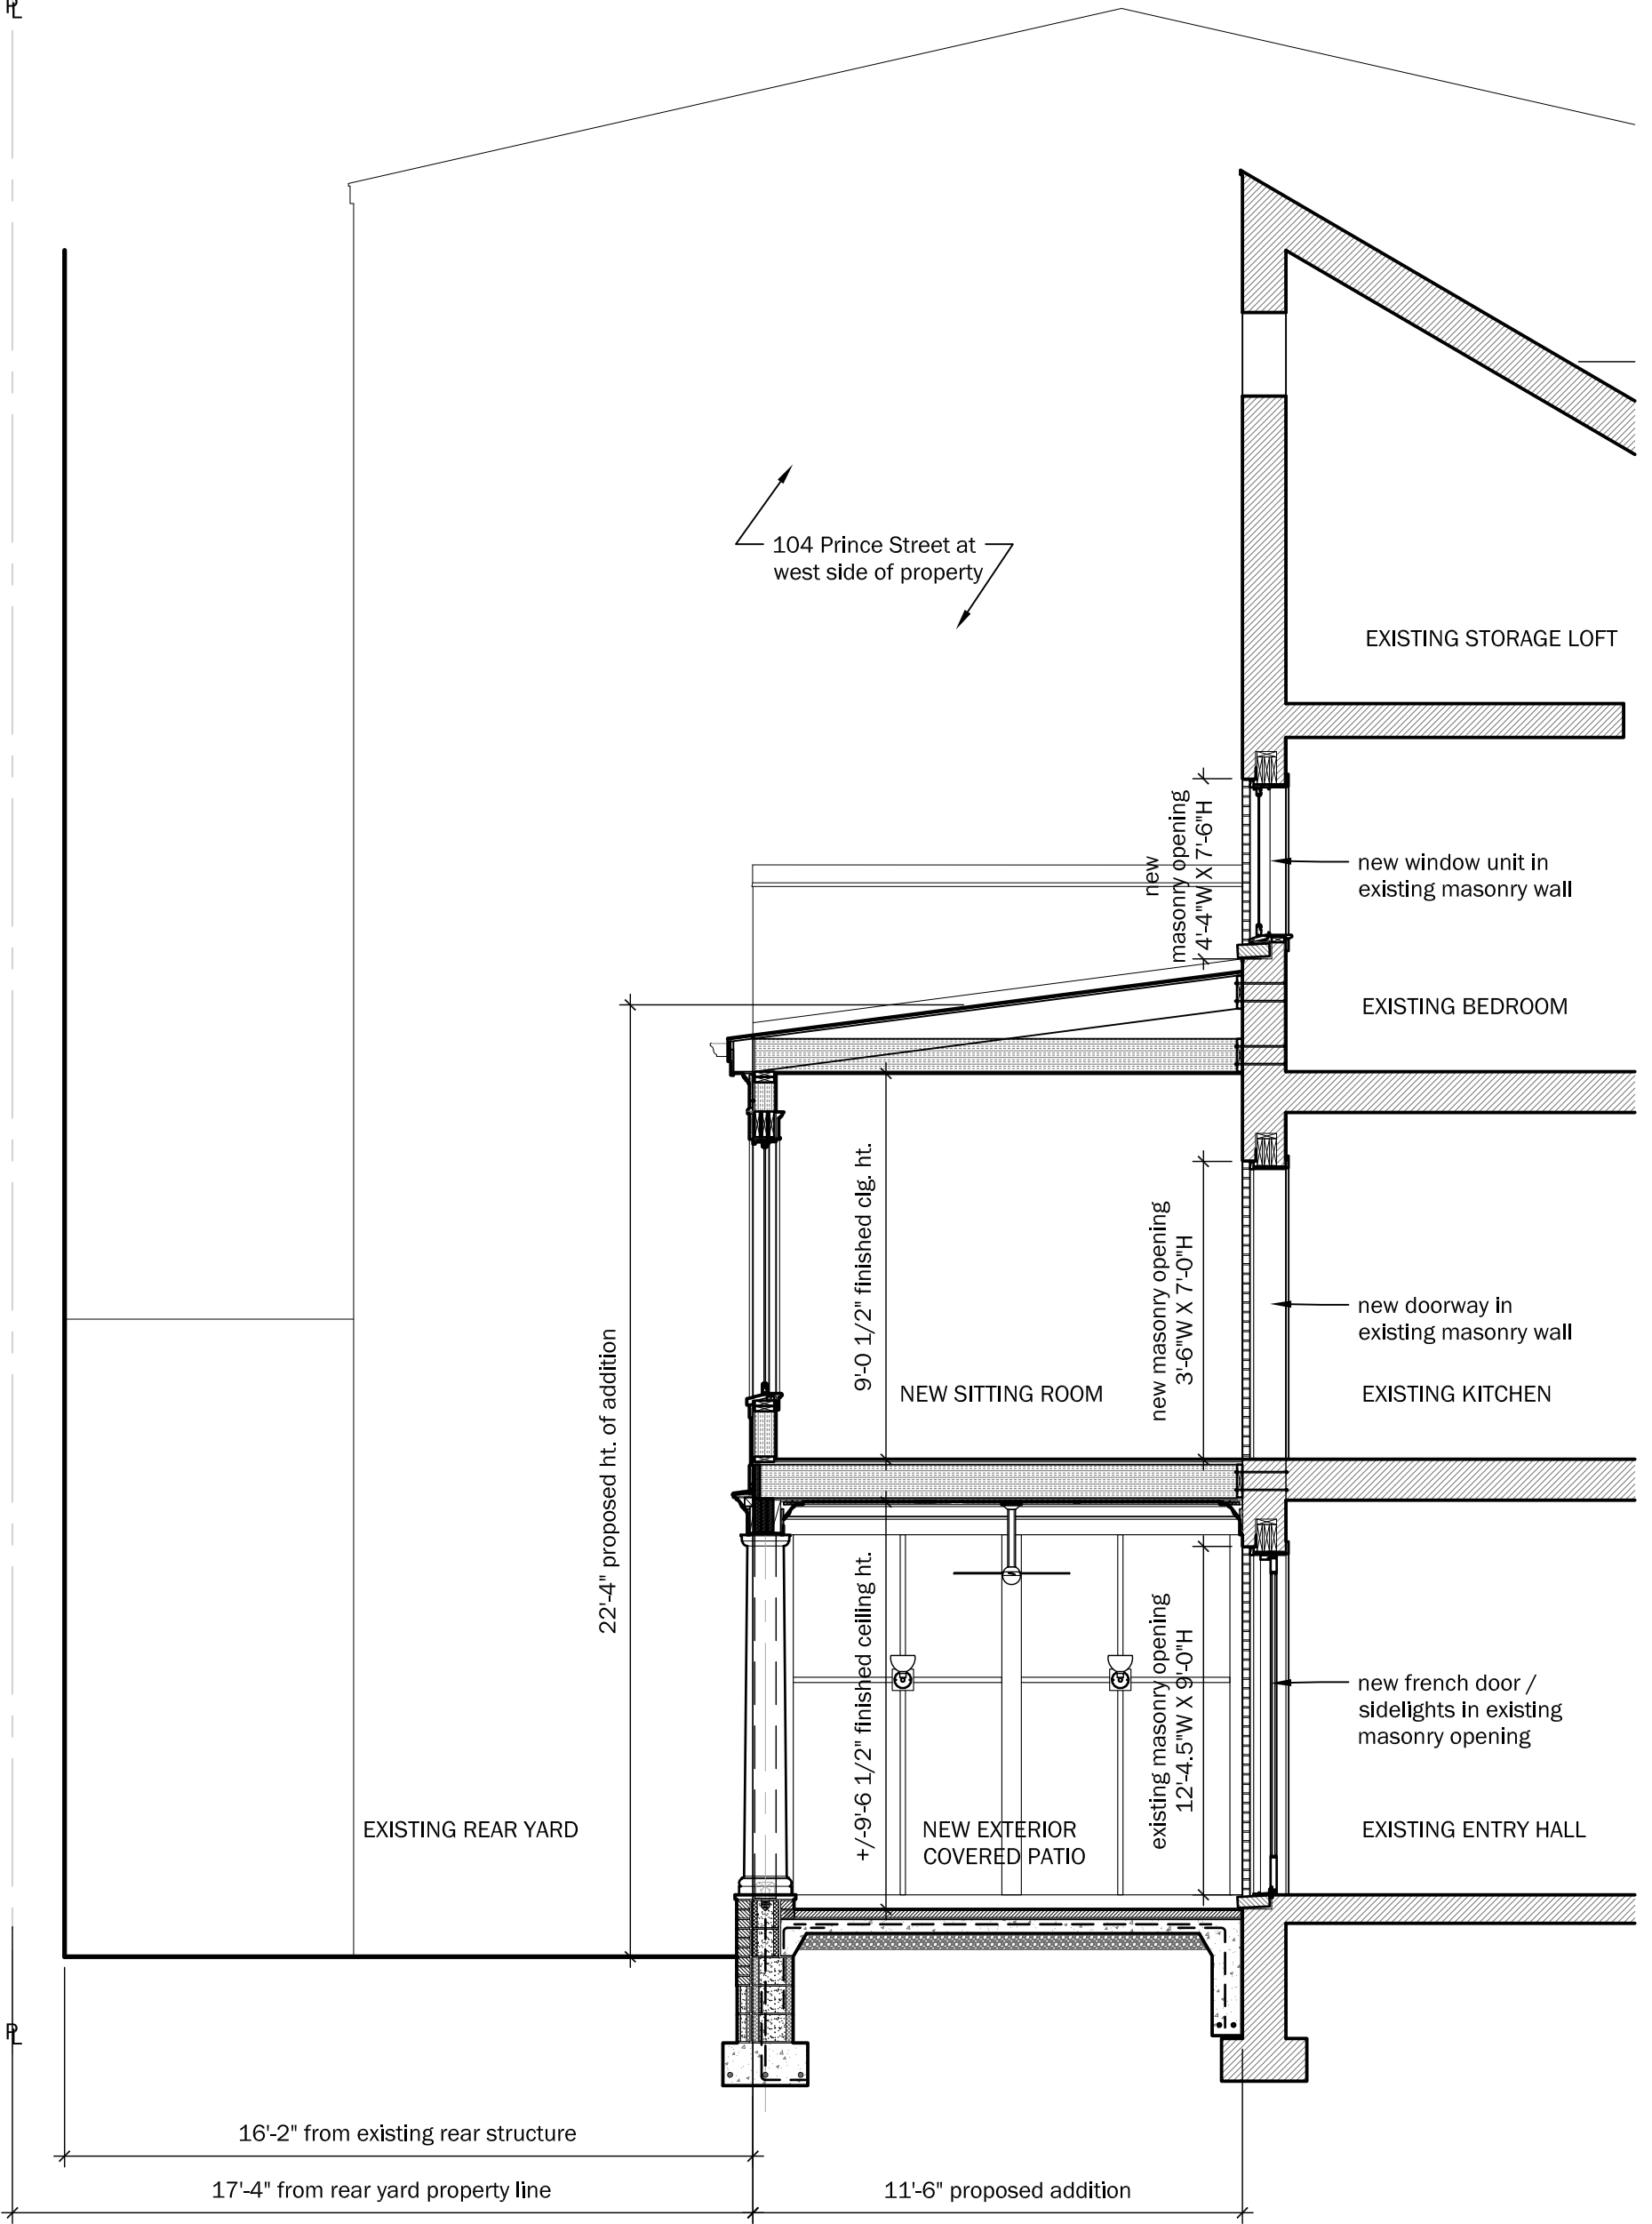 PL
104 Prince Street at
west side of property
EXISTING STORAGE LOFT
new
masonry opening
4'-4"W X 7'-6"H
new window unit in
existing masonry wall
EXISTING BEDROOM
22'-4" proposed ht. of addition
9'-0 1/2" finished clg. ht.
new masonry opening
3'-6"W X 7'-0"H
new doorway in
existing masonry wall
NEW SITTING ROOM
EXISTING KITCHEN
+/-9'-6 1/2" finished ceiling ht.
existing masonry opening
12'-4.5"W X 9'-0"H
new french door /
sidelights in existing
masonry opening
EXISTING REAR YARD
NEW EXTERIOR
COVERED PATIO
EXISTING ENTRY HALL
PL
16'-2" from existing rear structure
17'-4" from rear yard property line
11'-6" proposed addition